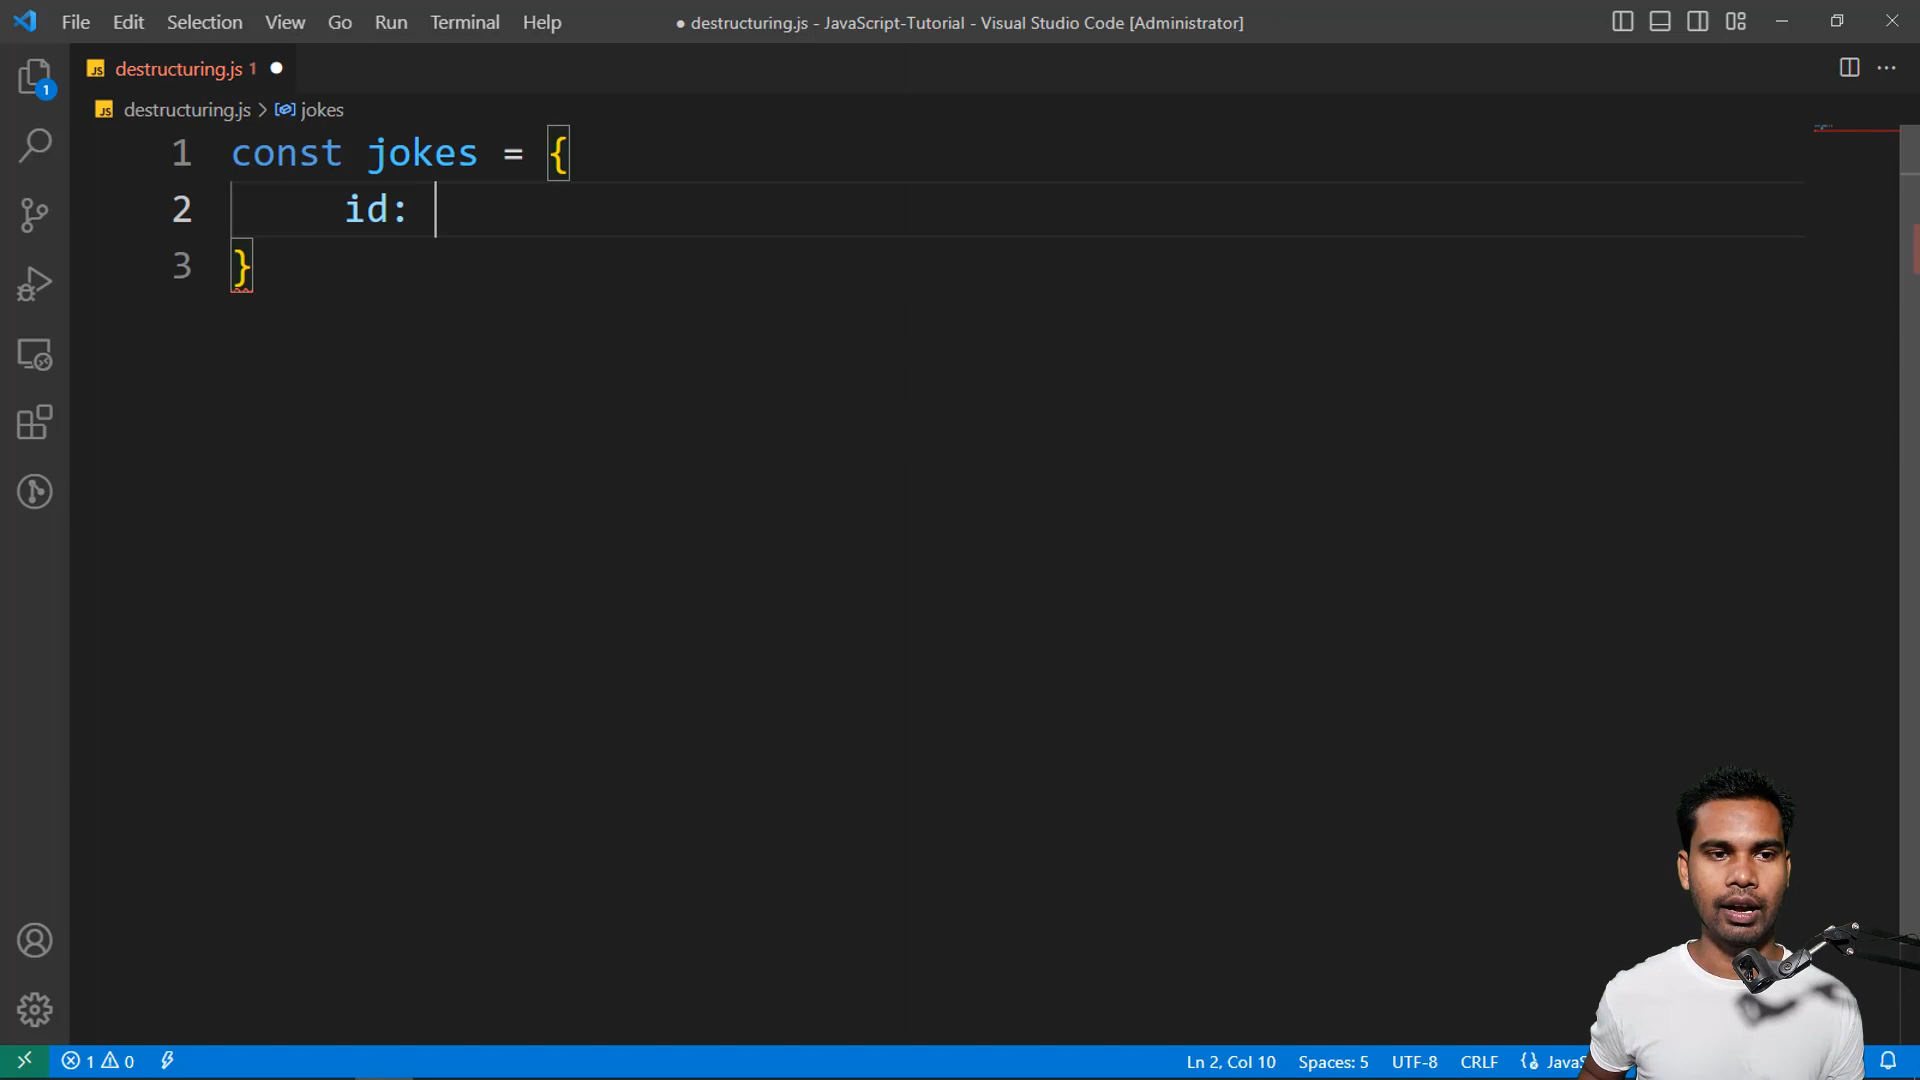 File Edit Selection View Go Run Terminal Help
● destructuring.js - JavaScript-Tutorial - Visual Studio Code [Administrator]
JS destructuring.js 1 ●
JS destructuring.js > jokes
1 const jokes = {
2 id:
3 }
1
1 0
Ln 2, Col 10 Spaces: 5 UTF-8 CRLF